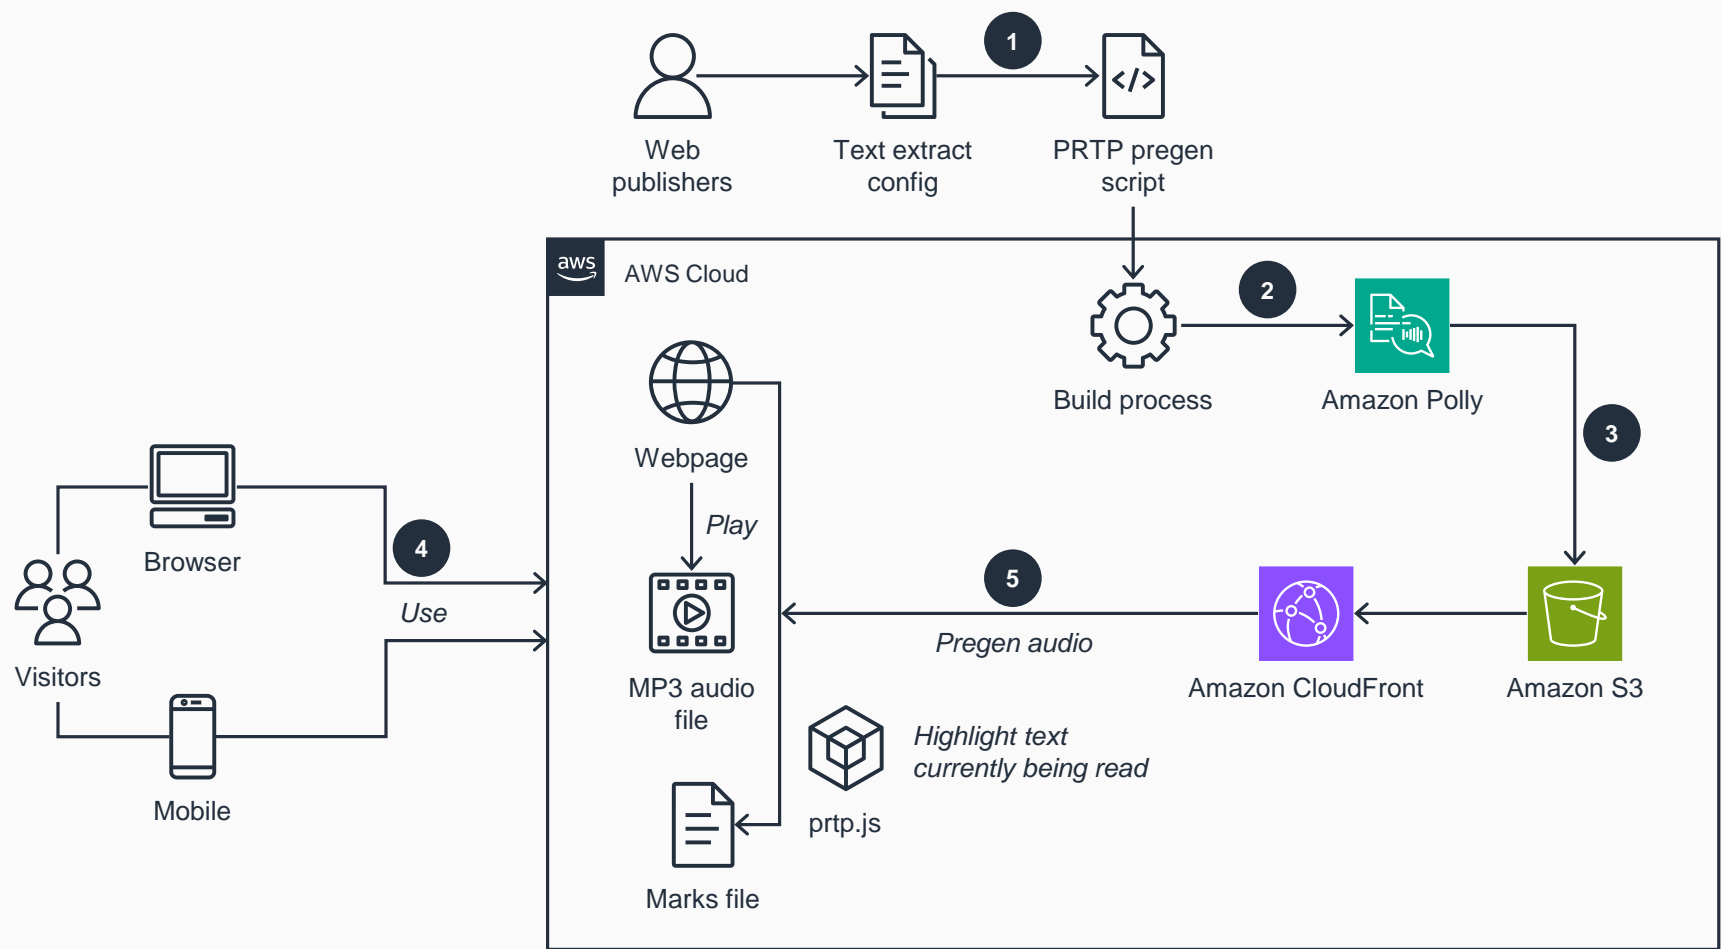 1
Web
publishers
Text extract
config
PRTP pregen
script
aws
AWS Cloud
2
Build process
Amazon Polly
3
Webpage
Play
Browser
4
Use
Visitors
Mobile
MP3 audio
file
5
Pregen audio
Amazon CloudFront
Amazon S3
Highlight text
currently being read
prtp.js
Marks file